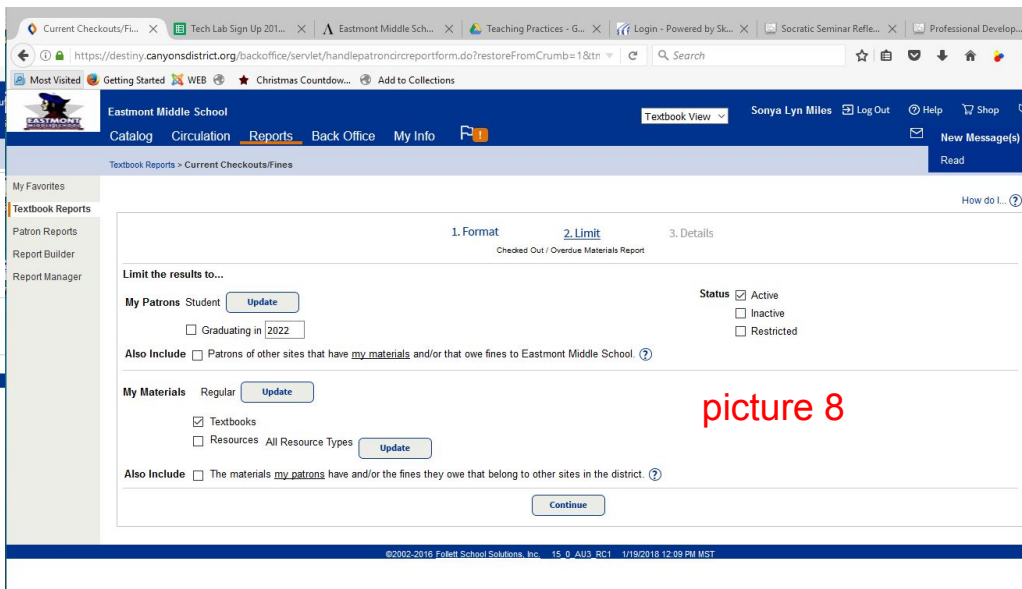 Current Checkouts/Fi... Tech Lab Sign Up 201... Eastmont Middle Sch... Teaching Practices - G... Login - Powered by Sk... Socratic Seminar Refle... Professional Develop...
https://destiny.canyonsdistrict.org/backoffice/servlet/handlepatroncircreportform.do?restoreFromCrumb=1&tn Search
Most Visited Getting Started WEB Christmas Countdow... Add to Collections
EASTMONT
Eastmont Middle School Textbook View Sonya Lyn Miles Log Out Help Shop
Catalog Circulation Reports Back Office My Info New Message(s)
Textbook Reports > Current Checkouts/Fines Read
My Favorites
How do I... ?
Textbook Reports
Patron Reports
Report Builder
Report Manager
1. Format 2. Limit 3. Details
Checked Out / Overdue Materials Report
Limit the results to...
My Patrons Student Update Status Active
Inactive
Graduating in 2022 Restricted
Also Include Patrons of other sites that have my materials and/or that owe fines to Eastmont Middle School. ?
My Materials Regular Update
picture 8
Textbooks
Resources All Resource Types Update
Also Include The materials my patrons have and/or the fines they owe that belong to other sites in the district. ?
Continue
©2002-2016 Follett School Solutions, Inc. 15_0_AU3_RC1 1/19/2018 12:09 PM MST